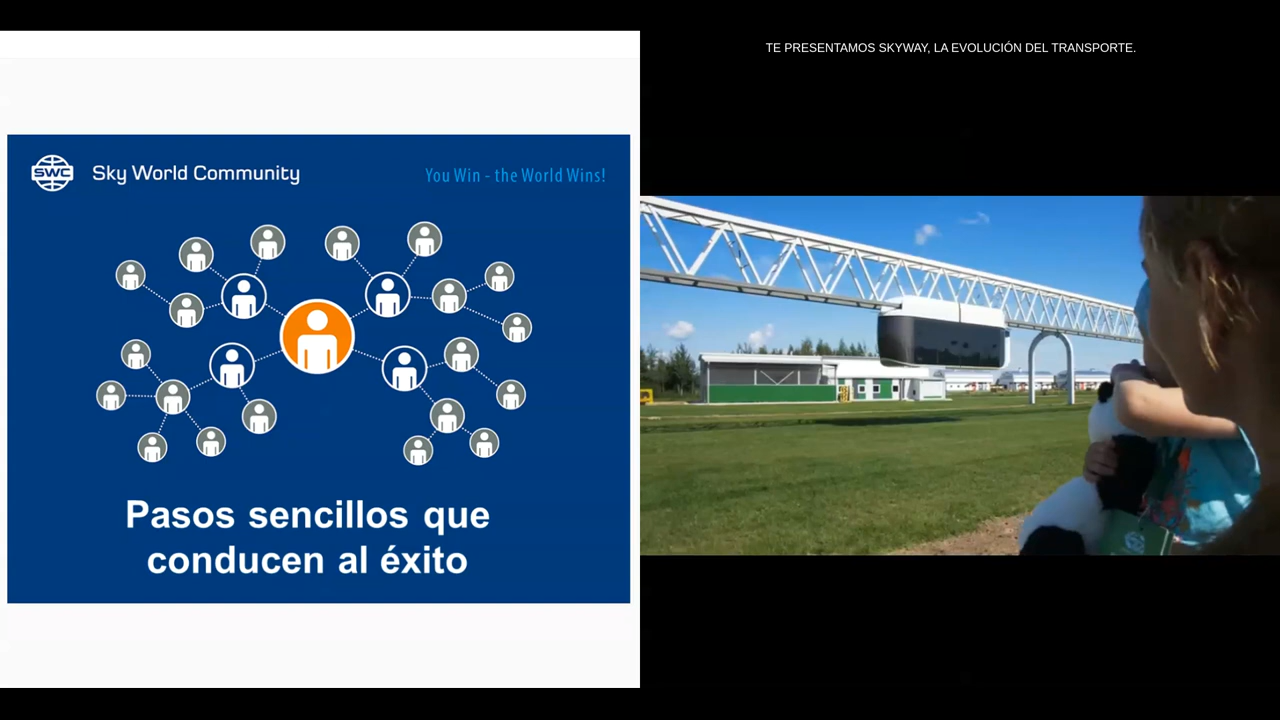 TE PRESENTAMOS SKYWAY, LA EVOLUCIÓN DEL TRANSPORTE.
SWC
Sky World Community
You Win - the World Wins!
Pasos sencillos que
conducen al éxito